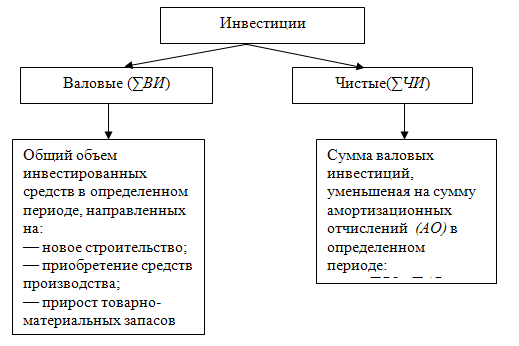 Инвестиции
Валовые (∑ВИ)
Чистые(∑ЧИ)
Общий объем
инвестированных
средств в определенном
периоде, направленных
на:
— новое строительство;
— приобретение средств
производства;
— прирост товарно-
материальных запасов
Сумма валовых
инвестиций,
уменьшеная на сумму
амортизационных
отчислений (АО) в
определенном
периоде: